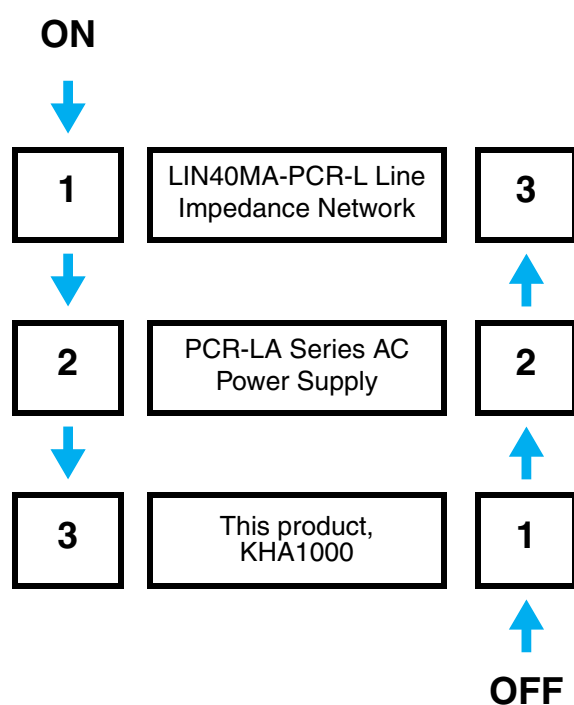 ON
1
LIN40MA-PCR-L Line
Impedance Network
3
2
PCR-LA Series AC
Power Supply
2
3
This product,
KHA1000
1
OFF